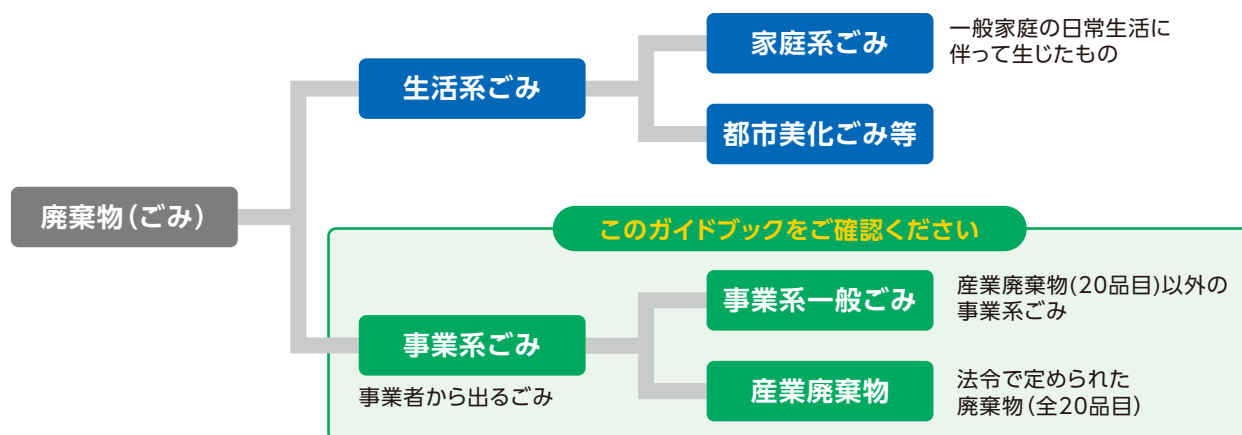 家庭系ごみ
一般家庭の日常生活に
伴って生じたもの
生活系ごみ
都市美化ごみ等
廃棄物(ごみ)
このガイドブックをご確認ください
事業系一般ごみ
産業廃棄物(20品目)以外の
事業系ごみ
事業系ごみ
事業者から出るごみ
産業廃棄物
法令で定められた
廃棄物(全20品目)